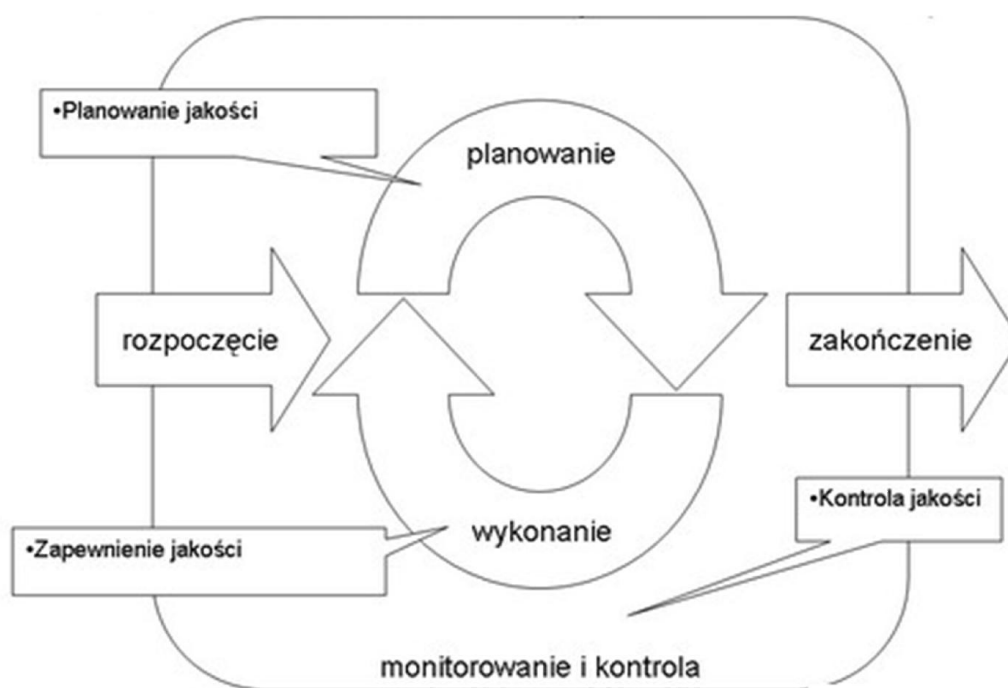 •Planowanie jakości
planowanie
rozpoczęcie
zakończenie
•Kontrola jakości
wykonanie
•Zapewnienie jakości
monitorowanie i kontrola